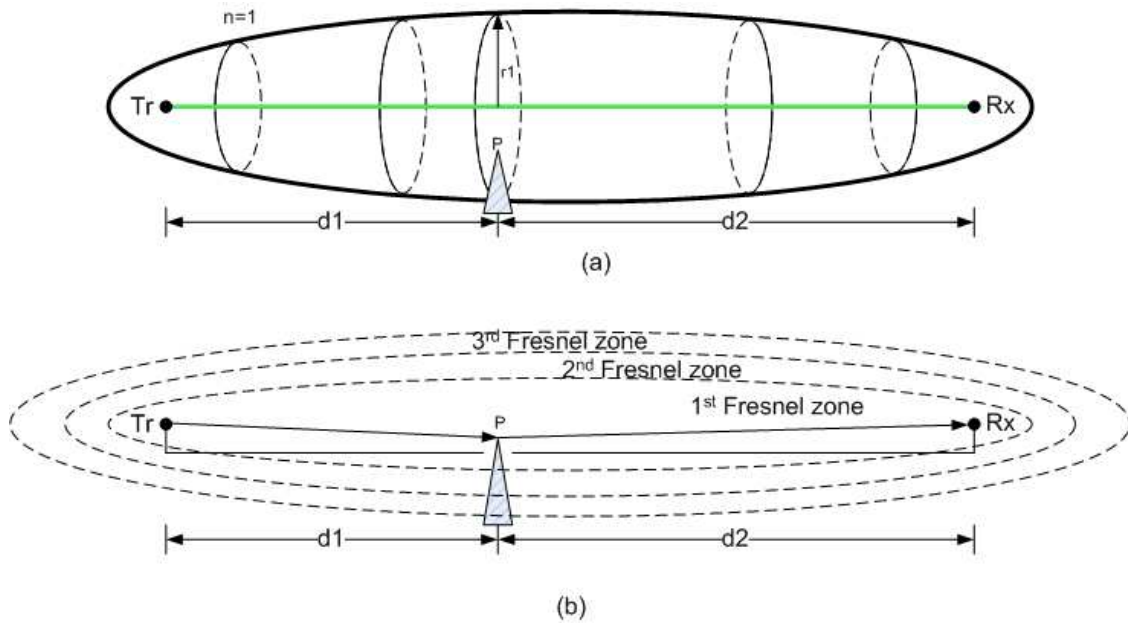 n=1
r1
Tr
Rx
P
d1
d2
(a)
3rd Fresnel zone
2nd Fresnel zone
1st Fresnel zone
Tr
P
Rx
d1
d2
(b)